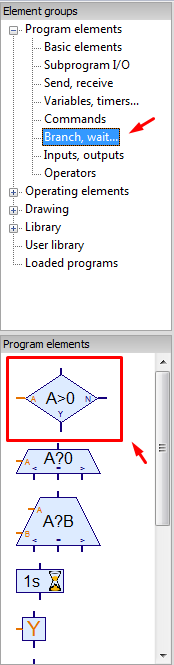 Element groups
Program elements
Basic elements
Subprogram I/O
Send, receive
Variables, timers...
Commands
Branch, wait...
Inputs, outputs
Operators
Operating elements
Drawing
Library
User library
Loaded programs
Program elements
A A>0 N
Y
A A?0
< = >
A A?B
B
< = >
1s
Y